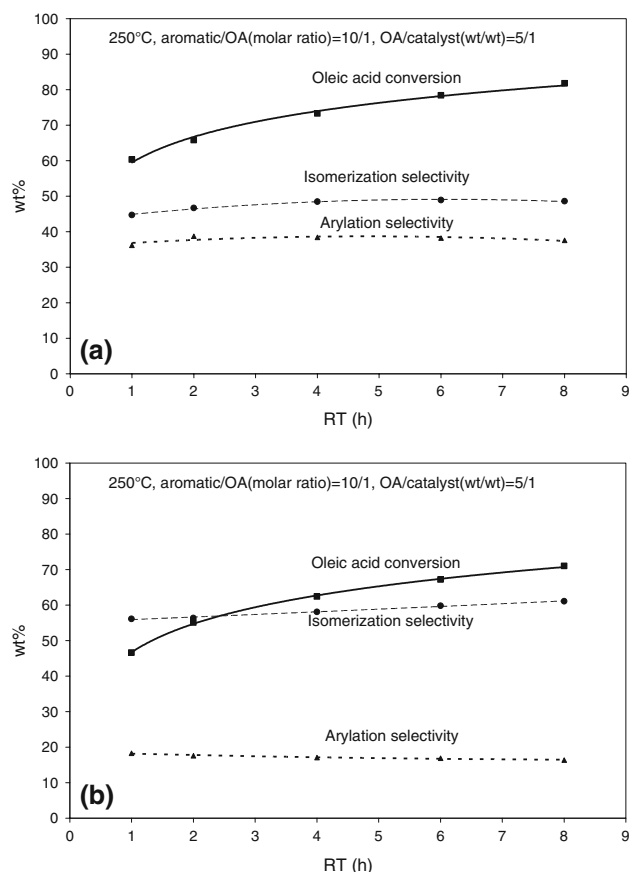 100
90
80
70
60
50
40
30
20
10
0
wt%
250°C, aromatic/OA(molar ratio)=10/1, OA/catalyst(wt/wt)=5/1
Oleic acid conversion
Isomerization selectivity
Arylation selectivity
(a)
0 1 2 3 4 5 6 7 8 9
RT (h)
100
90
80
70
60
50
40
30
20
10
0
wt%
250°C, aromatic/OA(molar ratio)=10/1, OA/catalyst(wt/wt)=5/1
Oleic acid conversion
Isomerization selectivity
Arylation selectivity
(b)
0 1 2 3 4 5 6 7 8 9
RT (h)